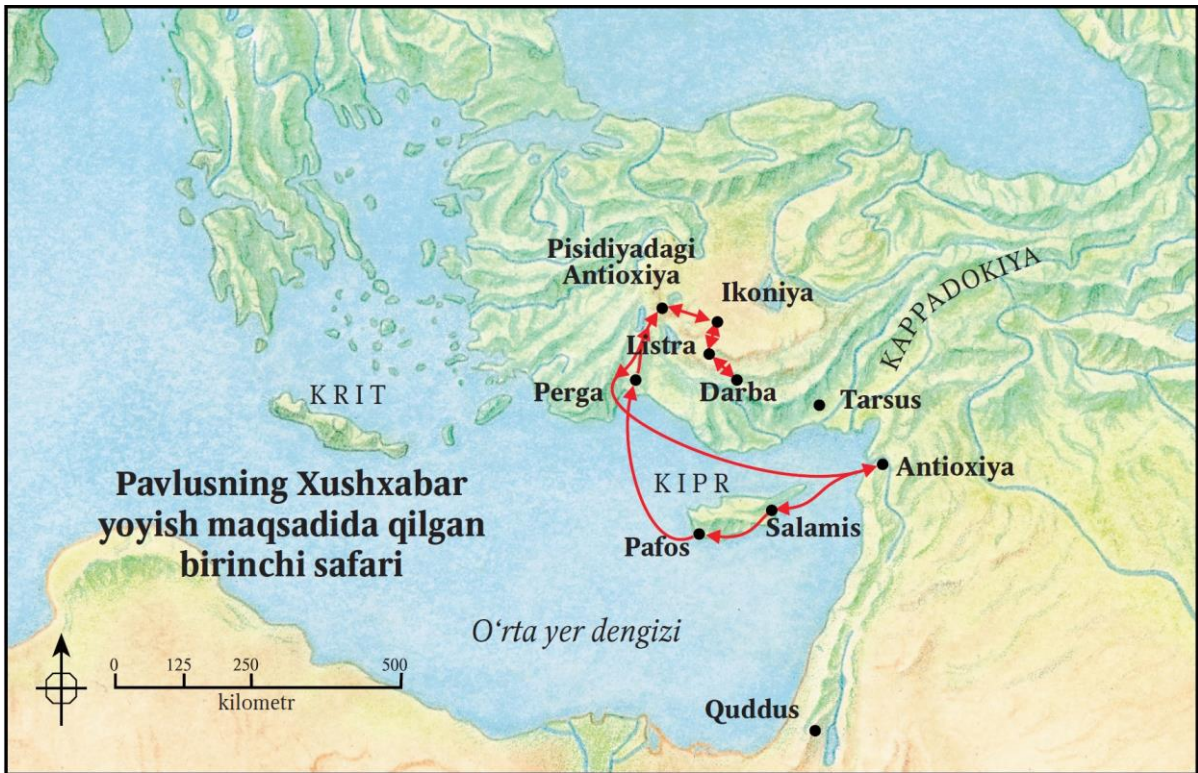 Pisidiyadagi
Antioxiya
Ikoniya
KAPPADOKIYA
Listra
Perga
Darba
Tarsus
KRIT
Antioxiya
KIPR
Salamis
Pafos
Pavlusning Xushxabar
yoyish maqsadida qilgan
birinchi safari
O‘rta yer dengizi
0 125 250 500
kilometr
Quddus